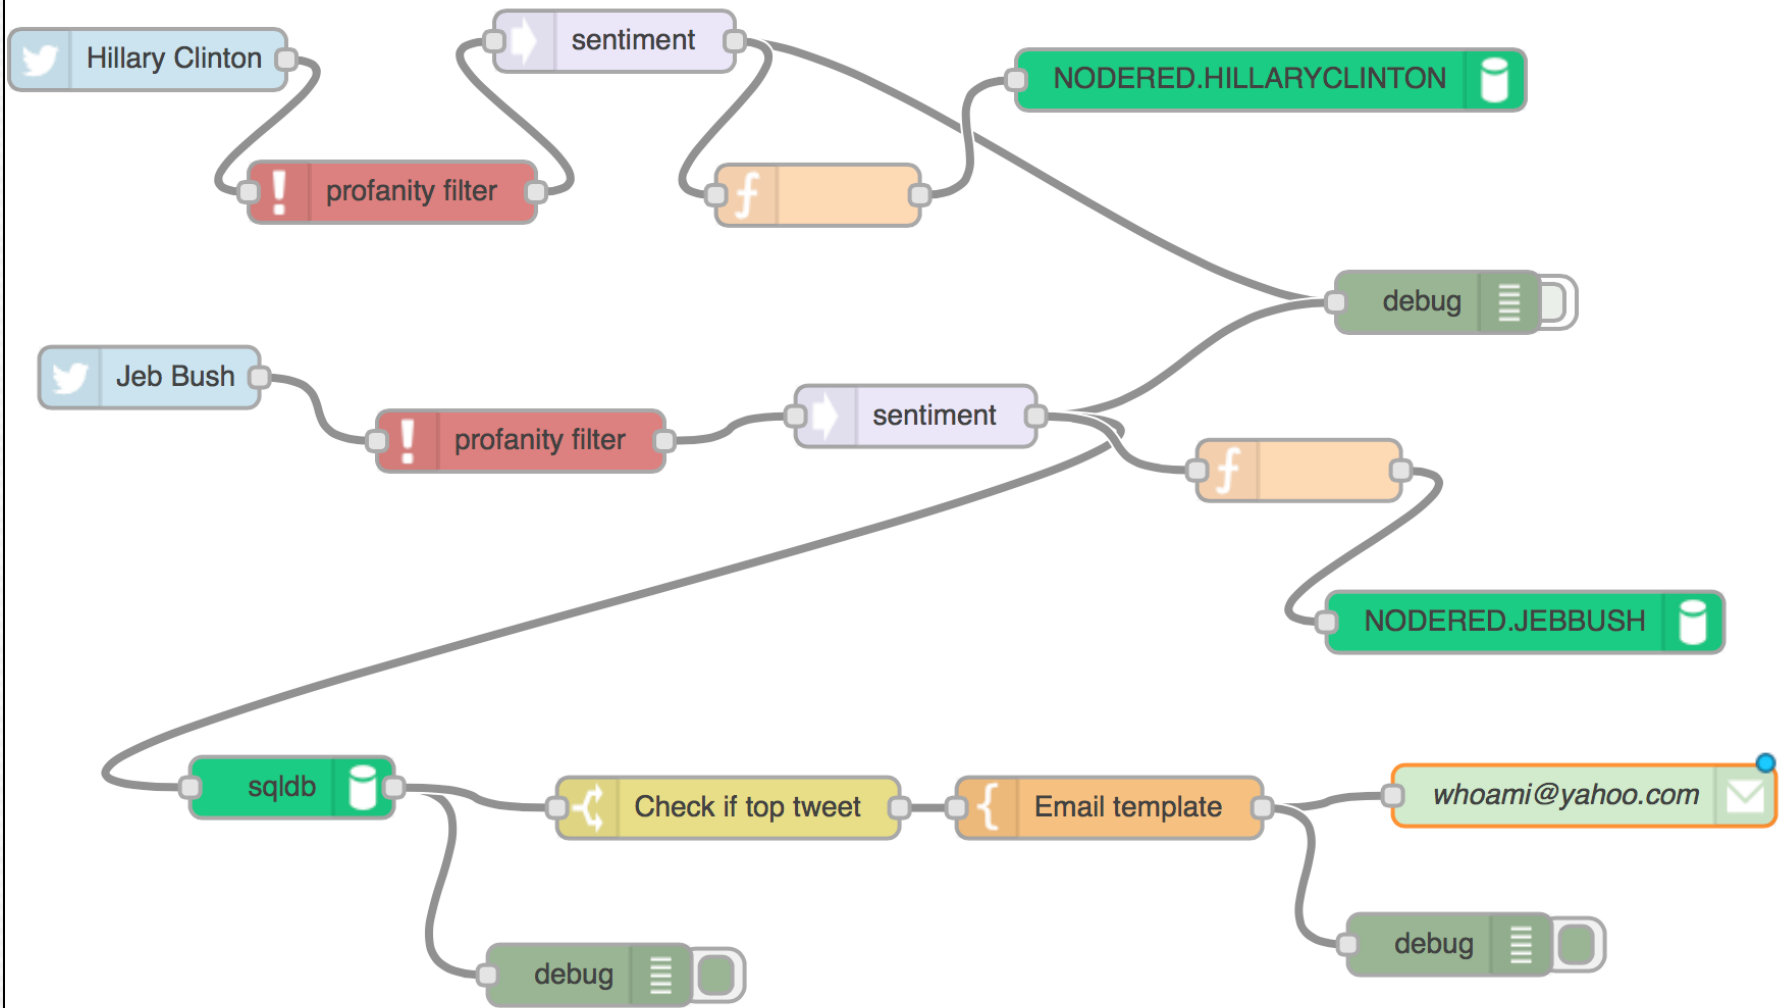 Hillary Clinton
sentiment
NODERED.HILLARYCLINTON
profanity filter
debug
Jeb Bush
profanity filter
sentiment
NODERED.JEBBUSH
sqldb
Check if top tweet
Email template
whoami@yahoo.com
debug
debug